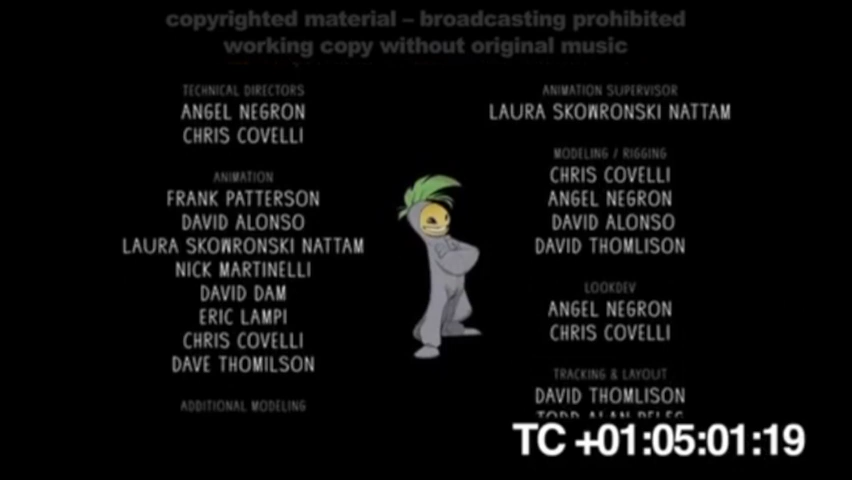 copyrighted material – broadcasting prohibited
working copy without original music
TECHNICAL DIRECTORS
ANGEL NEGRON
CHRIS COVELLI
ANIMATION
FRANK PATTERSON
DAVID ALONSO
LAURA SKOWRONSKI NATTAM
NICK MARTINELLI
DAVID DAM
ERIC LAMPI
CHRIS COVELLI
DAVE THOMILSON
ADDITIONAL MODELING
ANIMATION SUPERVISOR
LAURA SKOWRONSKI NATTAM
MODELING / RIGGING
CHRIS COVELLI
ANGEL NEGRON
DAVID ALONSO
DAVID THOMLISON
LOOKDEV
ANGEL NEGRON
CHRIS COVELLI
TRACKING & LAYOUT
DAVID THOMLISON
TODD ALAN
TC +01:05:01:19